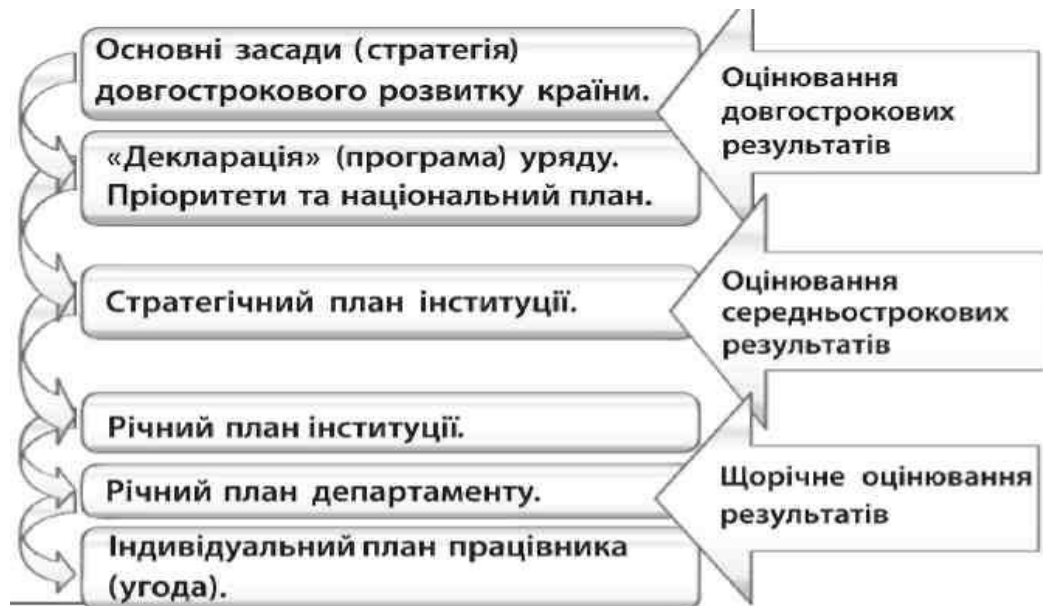 Основні засади (стратегія)
довгострокового розвитку країни.
«Декларація» (програма) уряду.
Пріоритети та національний план.
Стратегічний план інституції.
Річний план інституції.
Річний план департаменту.
Індивідуальний план працівника
(угода).
Оцінювання
довгострокових
результатів
Оцінювання
середньострокових
результатів
Щорічне оцінювання
результатів